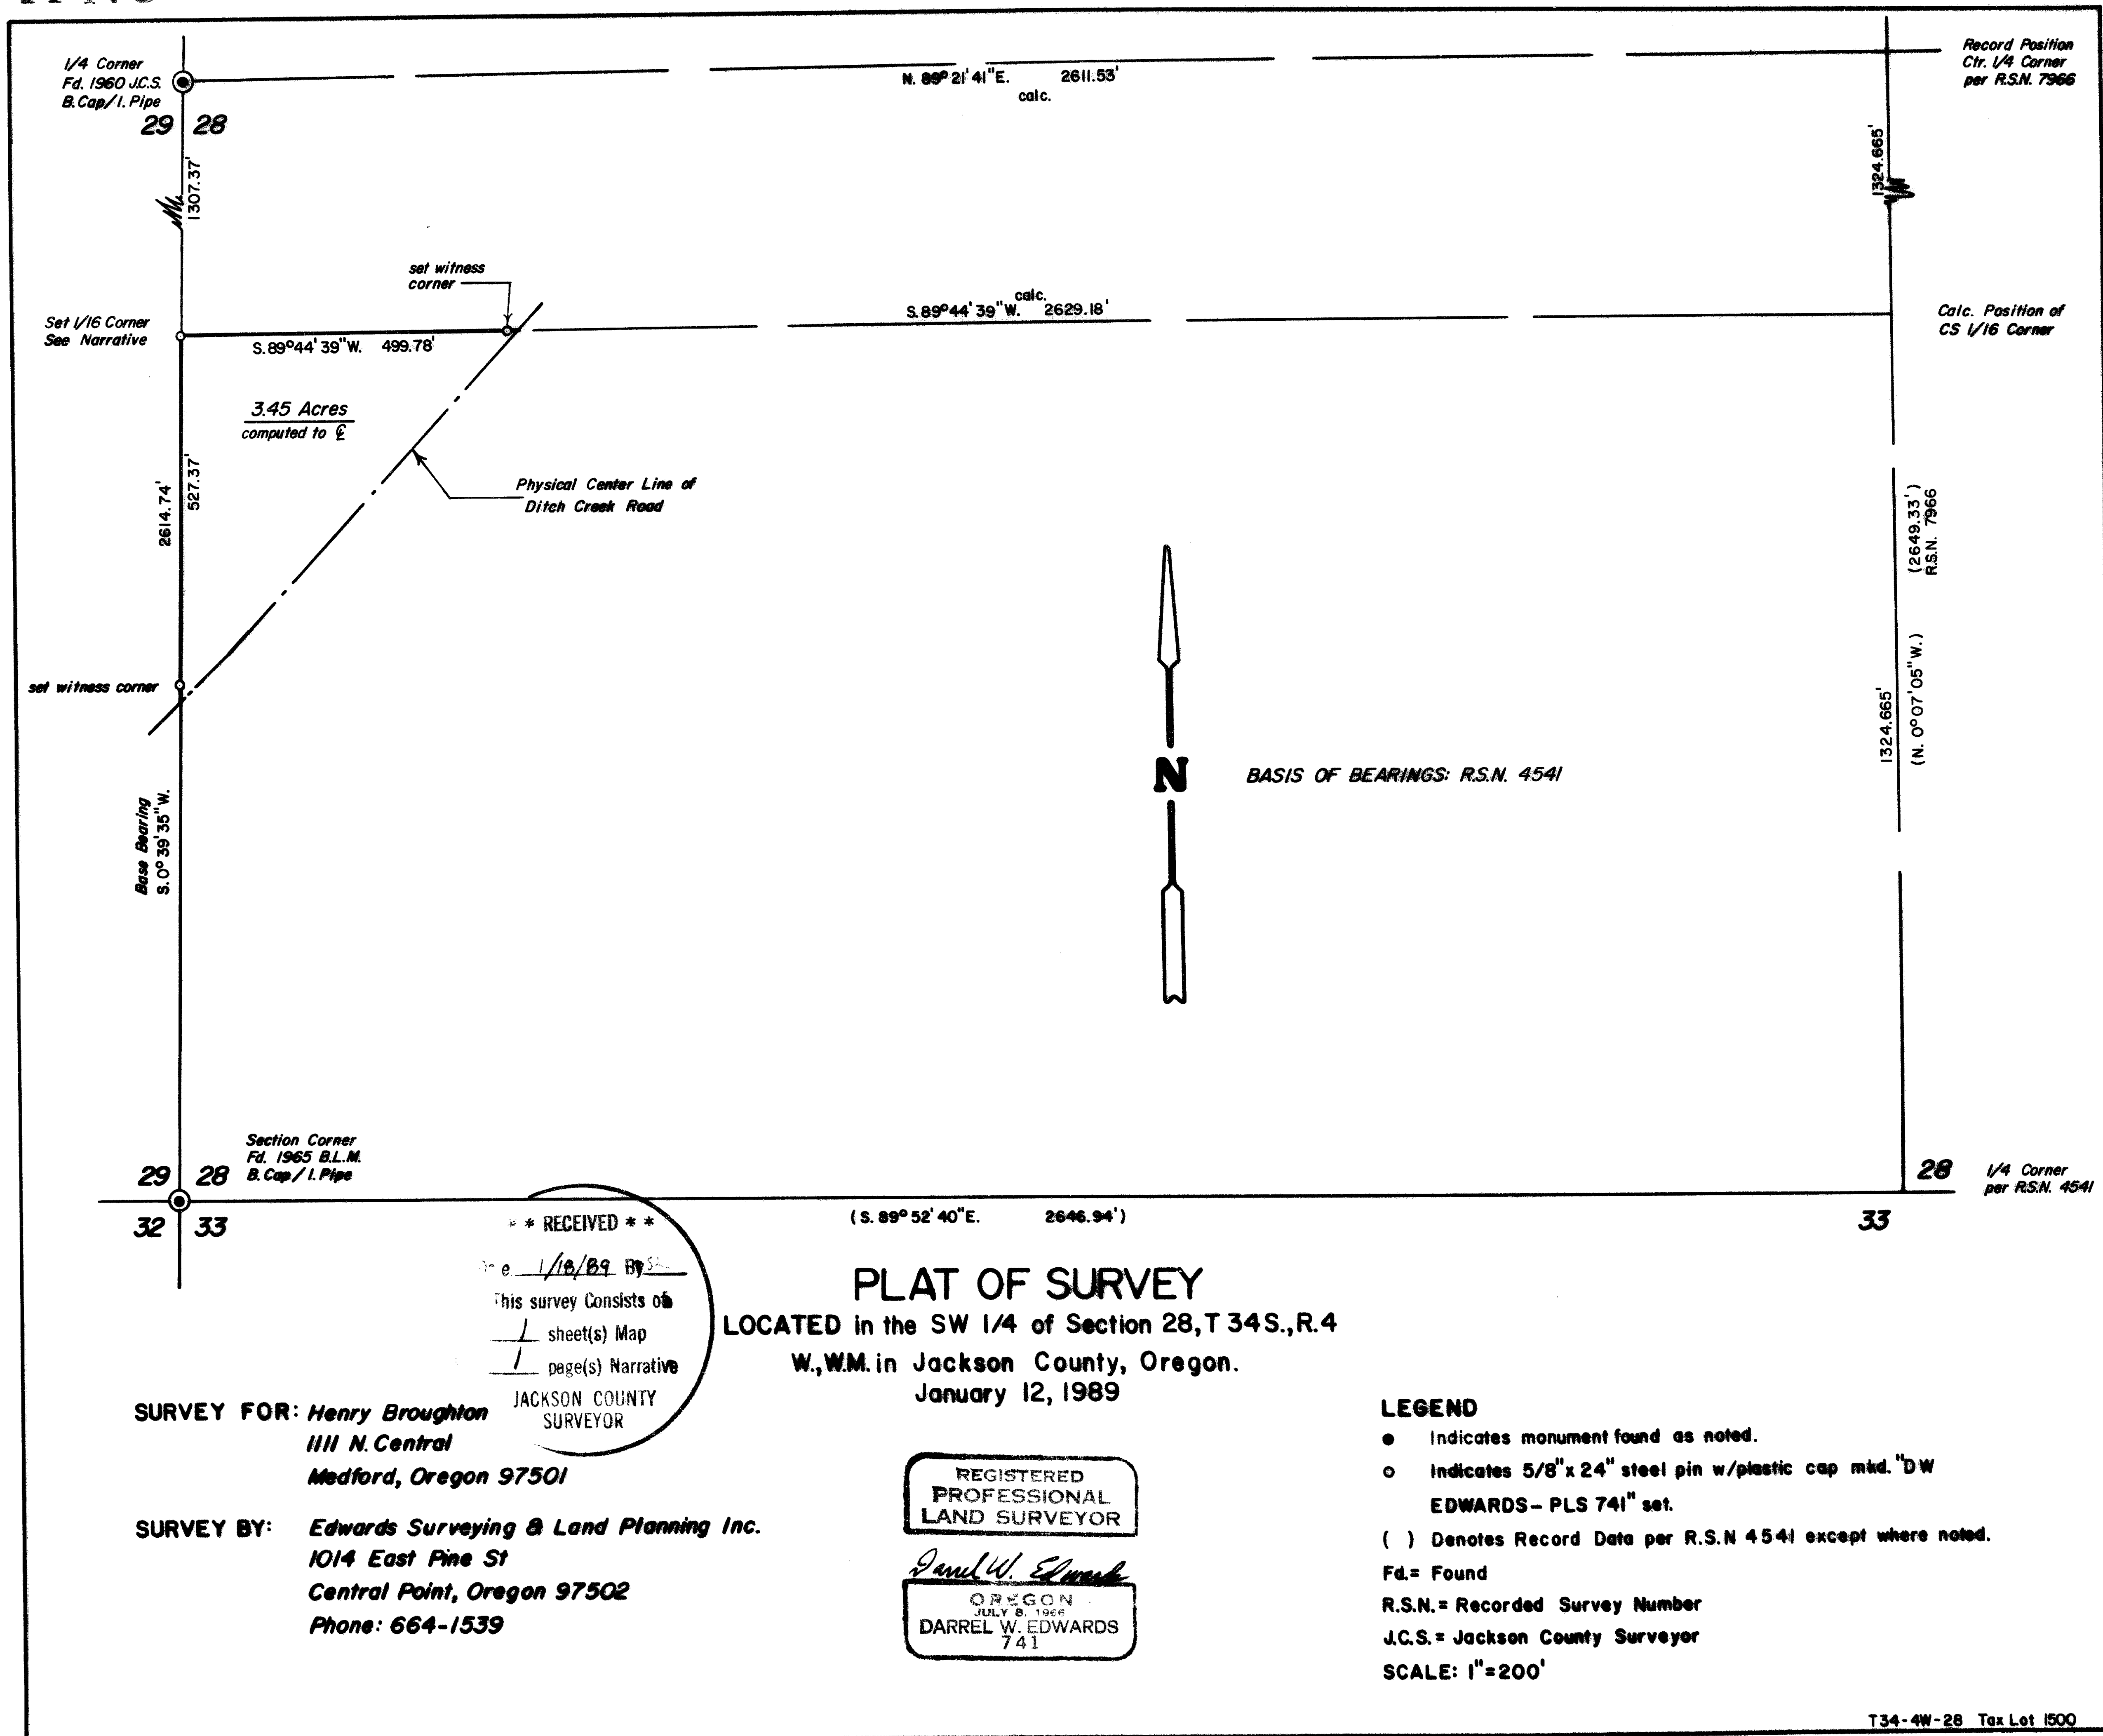 1/4 Corner
Fd. 1960 J.C.S.
B. Cap/I. Pipe
29 28
N. 89° 21' 41" E. 2611.53'
calc.
Record Position
Ctr. 1/4 Corner
per R.S.N. 7966
1307.37'
1324.665'
set witness
corner
Set 1/16 Corner
See Narrative
S. 89° 44' 39" W. 499.78'
calc.
S. 89° 44' 39" W. 2629.18'
Calc. Position of
CS 1/16 Corner
3.45 Acres
computed to ℄
Physical Center Line of
Ditch Creek Road
2614.74'
527.37'
(2649.33')
R.S.N. 7966
set witness corner
Base Bearing
S. 0° 39' 35" W.
N
BASIS OF BEARINGS: R.S.N. 4541
1324.665'
(N. 0° 07' 05" W.)
Section Corner
Fd. 1965 B.L.M.
B. Cap/I. Pipe
29 28
32 33
(S. 89° 52' 40" E. 2646.94')
28
33
1/4 Corner
per R.S.N. 4541
* * RECEIVED * *
1/18/89 By
This survey Consists of
1 sheet(s) Map
1 page(s) Narrative
JACKSON COUNTY
SURVEYOR
PLAT OF SURVEY
LOCATED in the SW 1/4 of Section 28, T 34 S., R. 4
W., W.M. in Jackson County, Oregon.
January 12, 1989
SURVEY FOR: Henry Broughton
1111 N. Central
Medford, Oregon 97501
SURVEY BY: Edwards Surveying & Land Planning Inc.
1014 East Pine St
Central Point, Oregon 97502
Phone: 664-1539
REGISTERED
PROFESSIONAL
LAND SURVEYOR
Darrel W. Edwards
OREGON
JULY 8, 1966
DARREL W. EDWARDS
741
LEGEND
● Indicates monument found as noted.
○ Indicates 5/8" x 24" steel pin w/plastic cap mkd. "DW
EDWARDS - PLS 741" set.
( ) Denotes Record Data per R.S.N 4541 except where noted.
Fd. = Found
R.S.N. = Recorded Survey Number
J.C.S. = Jackson County Surveyor
SCALE: 1" = 200'
T34-4W-28 Tax Lot 1500